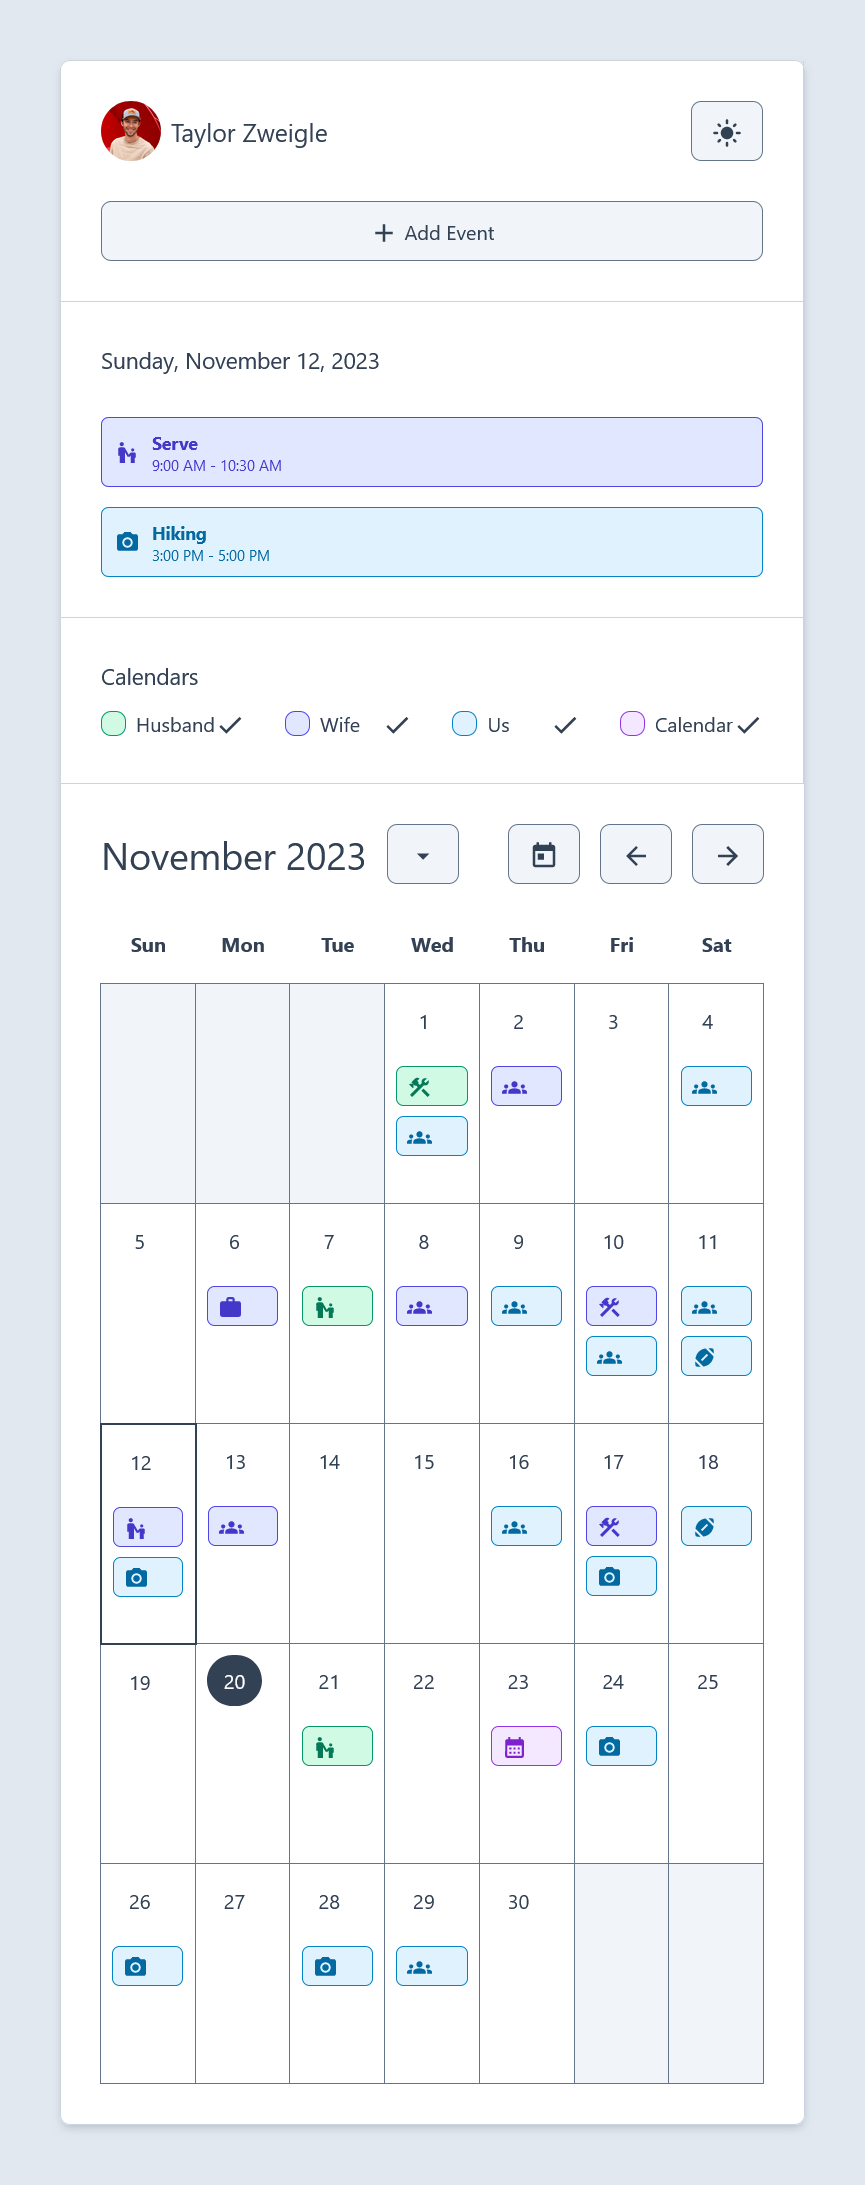 Taylor Zweigle
Add Event
Sunday, November 12, 2023
Serve
9:00 AM - 10:30 AM
Hiking
3:00 PM - 5:00 PM
Calendars
Husband Wife Us Calendar
November 2023
Sun Mon Tue Wed Thu Fri Sat
1 2 3 4
5 6 7 8 9 10 11
12 13 14 15 16 17 18
19 20 21 22 23 24 25
26 27 28 29 30